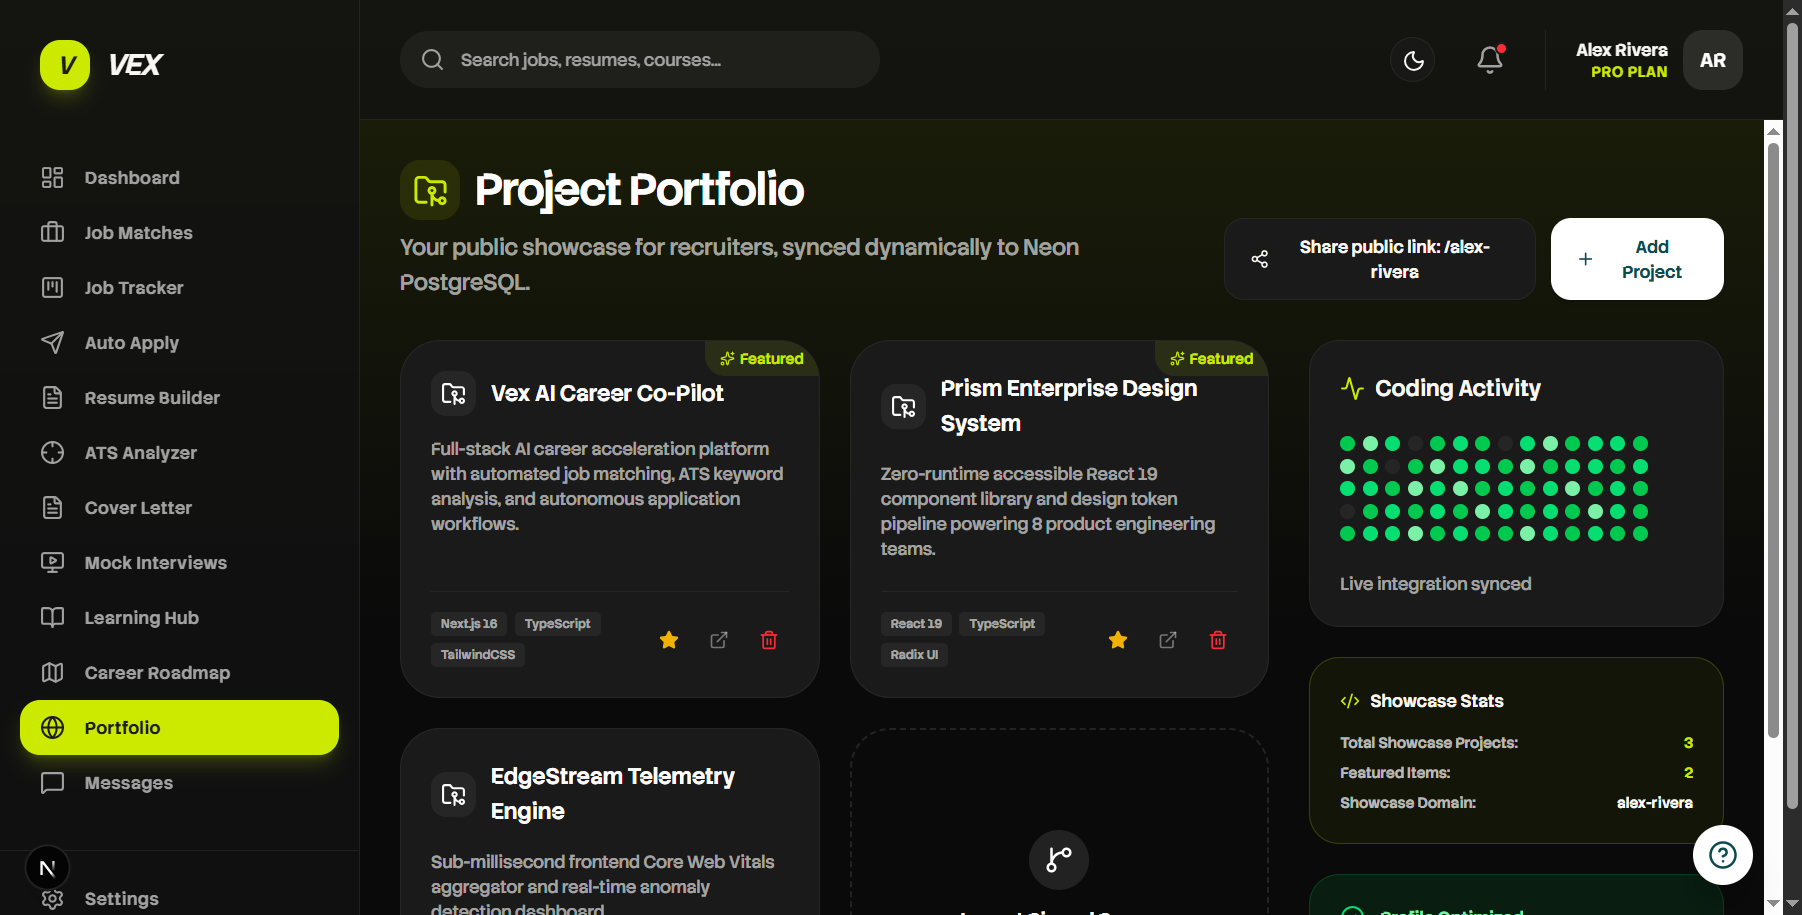 V VEX
Search jobs, resumes, courses...
Alex Rivera
PRO PLAN
AR
Dashboard
Job Matches
Job Tracker
Auto Apply
Resume Builder
ATS Analyzer
Cover Letter
Mock Interviews
Learning Hub
Career Roadmap
Portfolio
Messages
N
Settings
Project Portfolio
Your public showcase for recruiters, synced dynamically to Neon
PostgreSQL.
Share public link: /alex-
rivera
Add
Project
Featured
Vex AI Career Co-Pilot
Full-stack AI career acceleration platform
with automated job matching, ATS keyword
analysis, and autonomous application
workflows.
Next.js 16
TypeScript
TailwindCSS
Featured
Prism Enterprise Design
System
Zero-runtime accessible React 19
component library and design token
pipeline powering 8 product engineering
teams.
React 19
TypeScript
Radix UI
EdgeStream Telemetry
Engine
Sub-millisecond frontend Core Web Vitals
aggregator and real-time anomaly
detection dashboard
Coding Activity
Live integration synced
Showcase Stats
Total Showcase Projects: 3
Featured Items: 2
Showcase Domain: alex-rivera
Profile Optimized